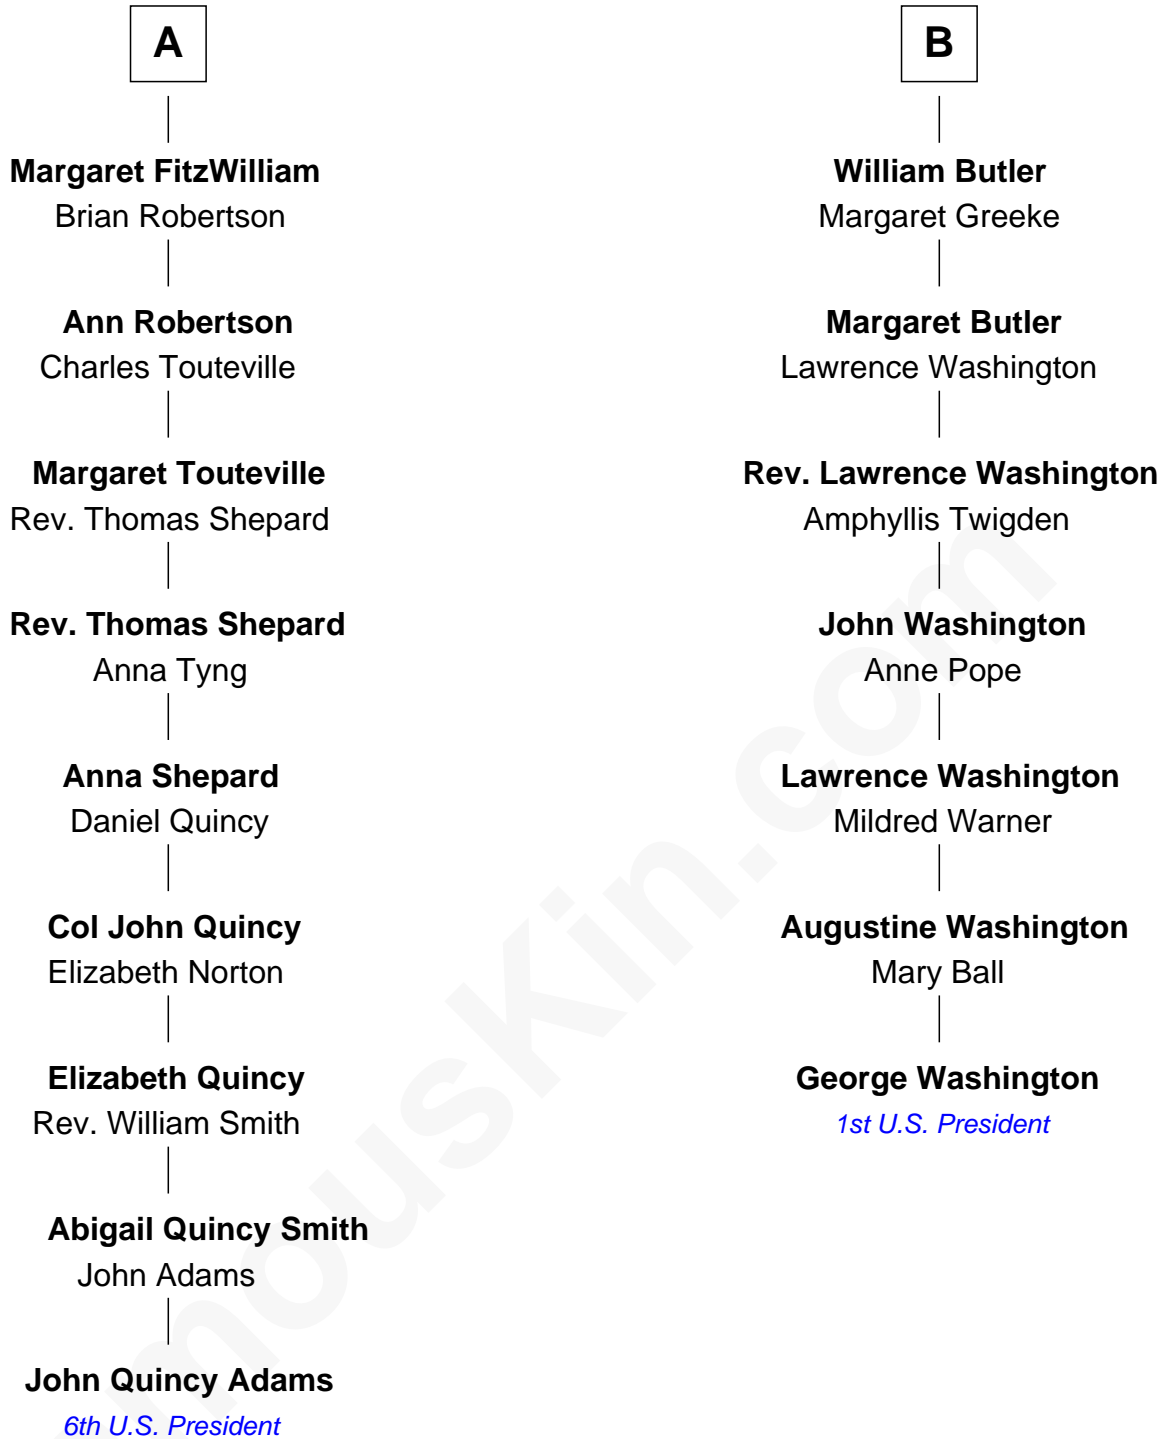 A
Margaret FitzWilliam
Brian Robertson
Ann Robertson
Charles Touteville
Margaret Touteville
Rev. Thomas Shepard
Rev. Thomas Shepard
Anna Tyng
Anna Shepard
Daniel Quincy
Col John Quincy
Elizabeth Norton
Elizabeth Quincy
Rev. William Smith
Abigail Quincy Smith
John Adams
John Quincy Adams
6th U.S. President
B
William Butler
Margaret Greeke
Margaret Butler
Lawrence Washington
Rev. Lawrence Washington
Amphyllis Twigden
John Washington
Anne Pope
Lawrence Washington
Mildred Warner
Augustine Washington
Mary Ball
George Washington
1st U.S. President
mousKin.com